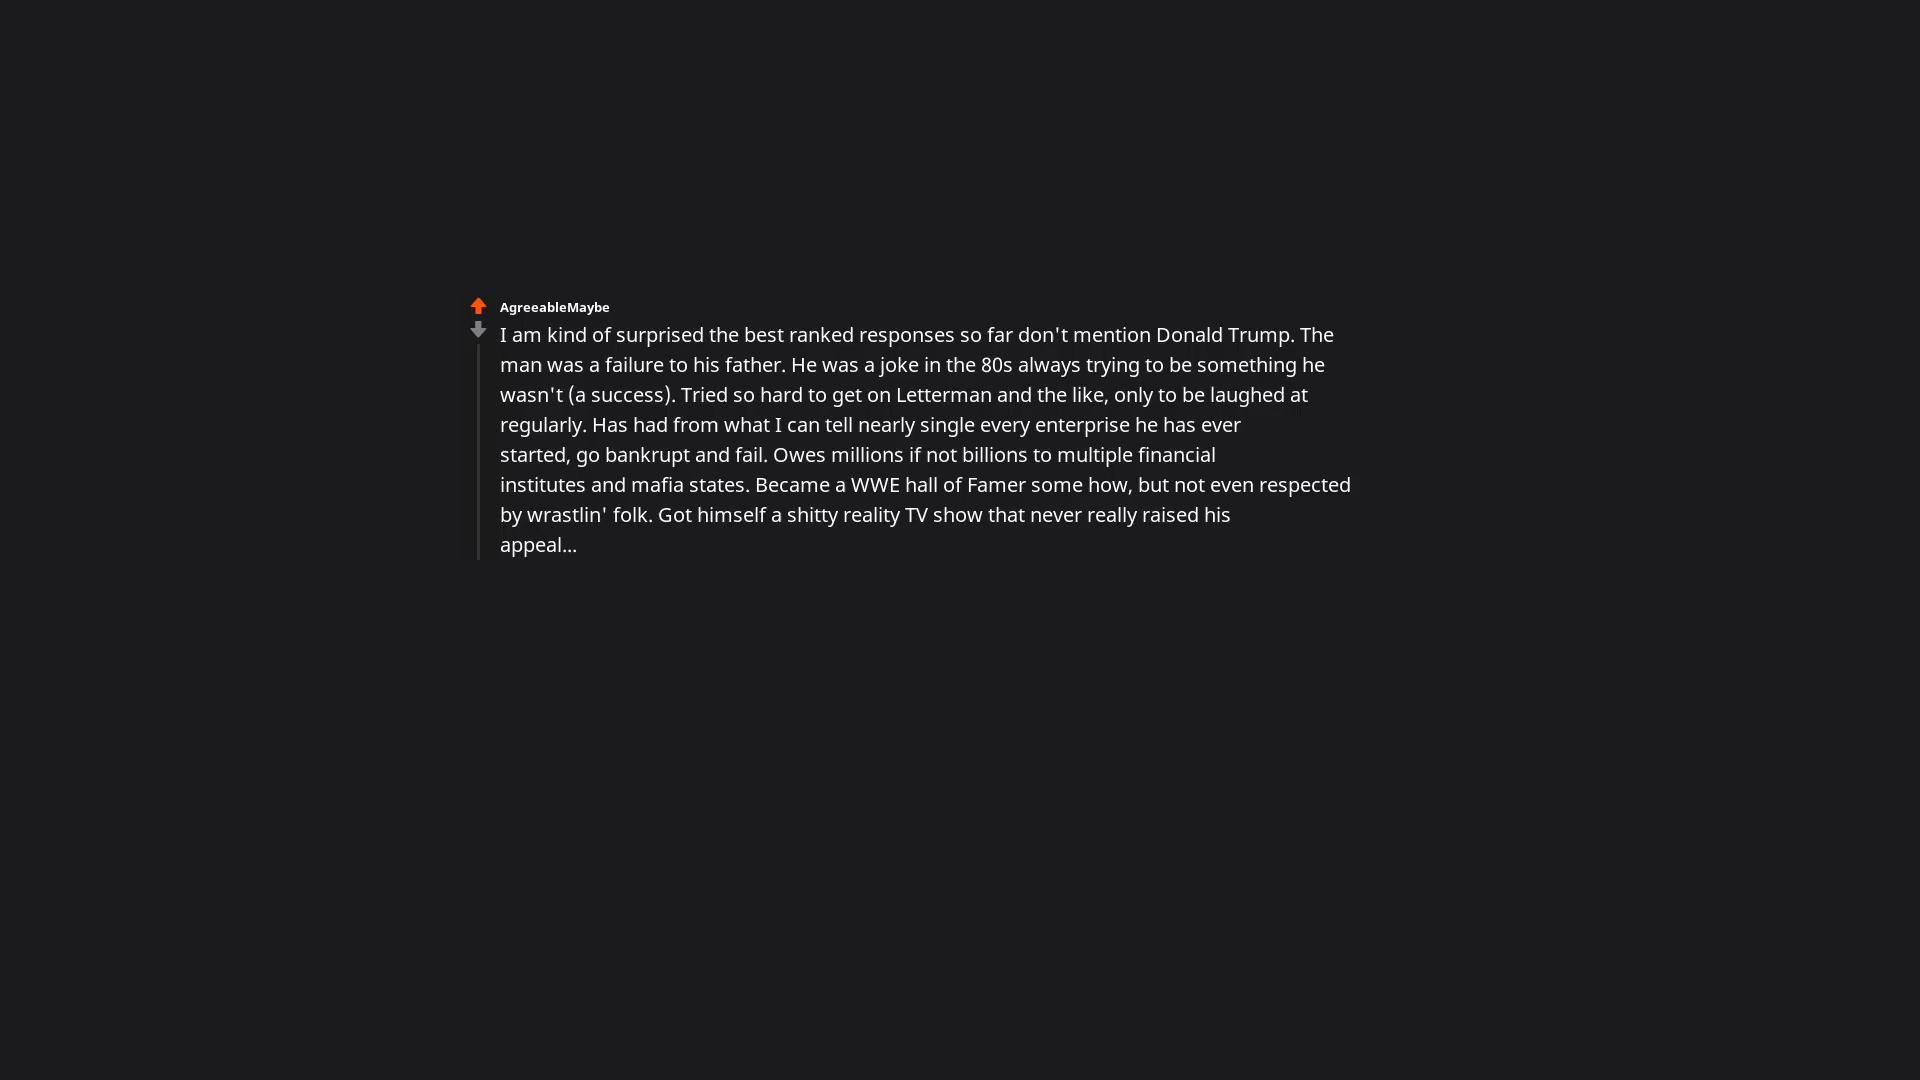 AgreeableMaybe
I am kind of surprised the best ranked responses so far don't mention Donald Trump. The
man was a failure to his father. He was a joke in the 80s always trying to be something he
wasn't (a success). Tried so hard to get on Letterman and the like, only to be laughed at
regularly. Has had from what I can tell nearly single every enterprise he has ever
started, go bankrupt and fail. Owes millions if not billions to multiple financial
institutes and mafia states. Became a WWE hall of Famer some how, but not even respected
by wrastlin' folk. Got himself a shitty reality TV show that never really raised his
appeal...